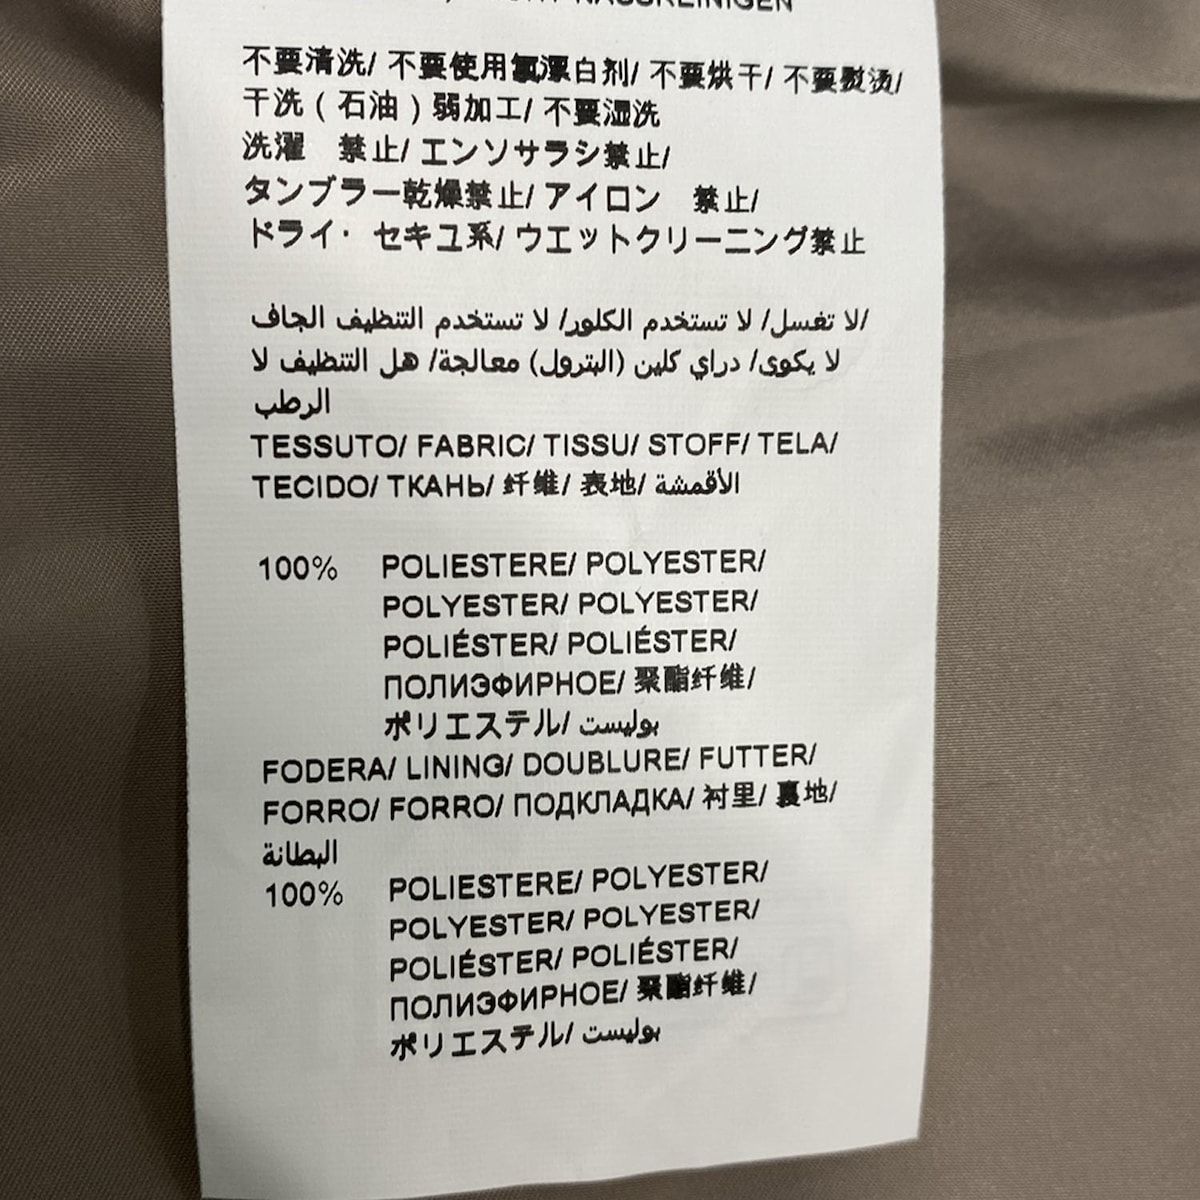 NASSREINIGEN
不要清洗/ 不要使用氯漂白剂/ 不要烘干/ 不要熨烫/
干洗 ( 石油 ) 弱加工/ 不要湿洗
洗濯　禁止/ エンソサラシ禁止/
タンブラー乾燥禁止/ アイロン　禁止/
ドライ・ セキユ系/ ウエットクリーニング禁止
لا تغسل/ لا تستخدم الكلور/ لا تستخدم التنظيف الجاف/
لا يكوى/ دراي كلين (البترول) معالجة/ هل التنظيف لا
الرطب
TESSUTO/ FABRIC/ TISSU/ STOFF/ TELA/
TECIDO/ ТКАНЬ/ 纤维/ 表地/ الأقمشة
100% POLIESTERE/ POLYESTER/
POLYESTER/ POLYESTER/
POLIÉSTER/ POLIÉSTER/
ПОЛИЭФИРНОЕ/ 聚酯纤维/
ポリエステル/ بوليست
FODERA/ LINING/ DOUBLURE/ FUTTER/
FORRO/ FORRO/ ПОДКЛАДКА/ 衬里/ 裏地/
البطانة
100% POLIESTERE/ POLYESTER/
POLYESTER/ POLYESTER/
POLIÉSTER/ POLIÉSTER/
ПОЛИЭФИРНОЕ/ 聚酯纤维/
ポリエステル/ بوليست